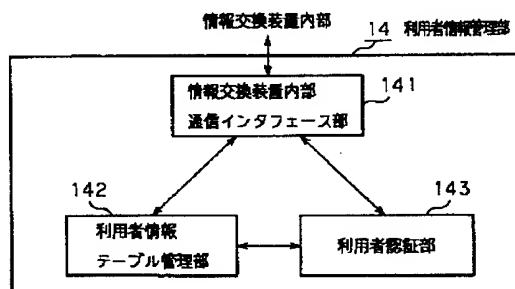 情報交換装置内部
14 利用者情報管理部
情報交換装置内部
通信インタフェース部
141
142
利用者情報
テーブル管理部
143
利用者認証部